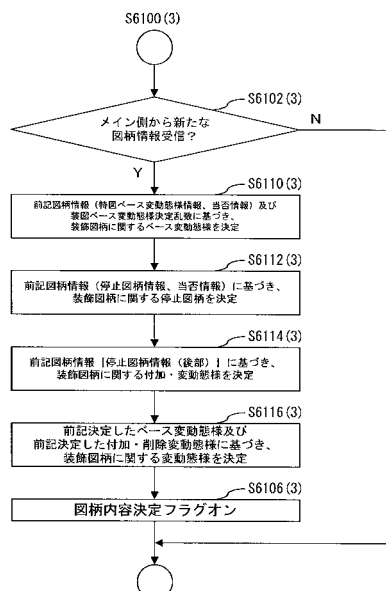 S6100(3)
S6102(3)
メイン側から新たな
図柄情報受信？
N
Y
S6110(3)
前記図柄情報（特図ベース変動態様情報、当否情報）及び
装図ベース変動態様決定乱数に基づき、
装飾図柄に関するベース変動態様を決定
S6112(3)
前記図柄情報（停止図柄情報、当否情報）に基づき、
装飾図柄に関する停止図柄を決定
S6114(3)
前記図柄情報［停止図柄情報（後部）］に基づき、
装飾図柄に関する付加・変動態様を決定
S6116(3)
前記決定したベース変動態様及び
前記決定した付加・削除変動態様に基づき、
装飾図柄に関する変動態様を決定
S6106(3)
図柄内容決定フラグオン